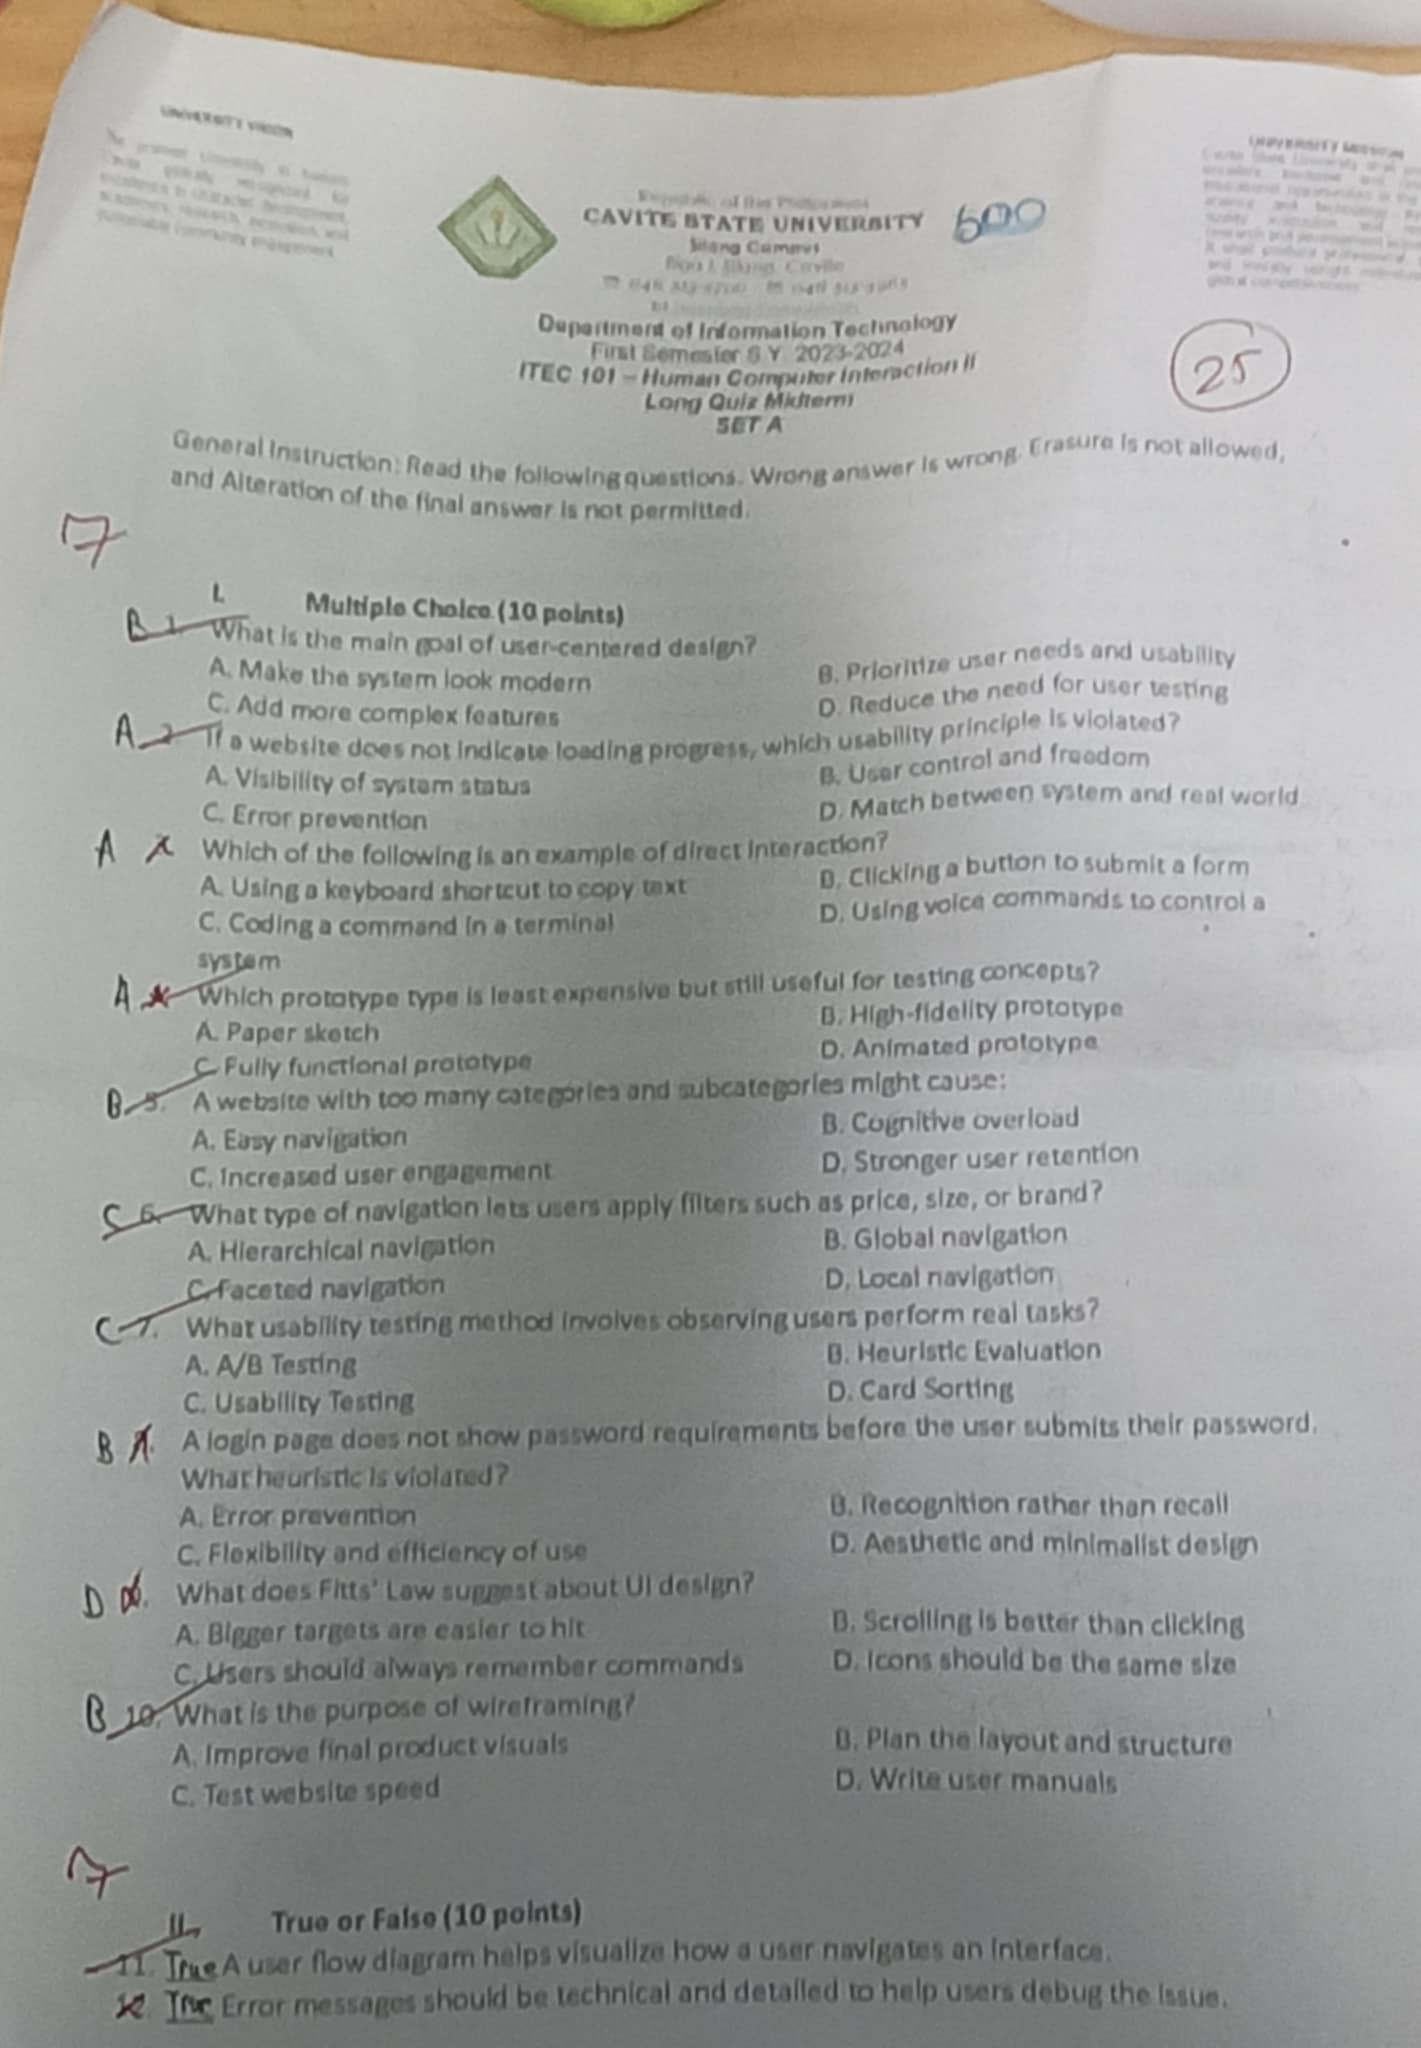 UNIVERSITY VISION
UNIVERSITY MISSION
Republic of the Philippines
CAVITE STATE UNIVERSITY
600
Silang Campus
Department of Information Technology
First Semester S.Y. 2023-2024
ITEC 101 – Human Computer Interaction II
Long Quiz Midterm
SET A
25
General Instruction: Read the following questions. Wrong answer is wrong. Erasure is not allowed,
and Alteration of the final answer is not permitted.
7
I. Multiple Choice (10 points)
B 1. What is the main goal of user-centered design?
A. Make the system look modern B. Prioritize user needs and usability
C. Add more complex features D. Reduce the need for user testing
A 2. If a website does not indicate loading progress, which usability principle is violated?
A. Visibility of system status B. User control and freedom
C. Error prevention D. Match between system and real world
A Which of the following is an example of direct interaction?
A. Using a keyboard shortcut to copy text B. Clicking a button to submit a form
C. Coding a command in a terminal D. Using voice commands to control a
system
A Which prototype type is least expensive but still useful for testing concepts?
A. Paper sketch B. High-fidelity prototype
C. Fully functional prototype D. Animated prototype
B 5. A website with too many categories and subcategories might cause:
A. Easy navigation B. Cognitive overload
C. Increased user engagement D. Stronger user retention
C 6. What type of navigation lets users apply filters such as price, size, or brand?
A. Hierarchical navigation B. Global navigation
C. Faceted navigation D. Local navigation
C 7. What usability testing method involves observing users perform real tasks?
A. A/B Testing B. Heuristic Evaluation
C. Usability Testing D. Card Sorting
B A login page does not show password requirements before the user submits their password.
What heuristic is violated?
A. Error prevention B. Recognition rather than recall
C. Flexibility and efficiency of use D. Aesthetic and minimalist design
D What does Fitts' Law suggest about UI design?
A. Bigger targets are easier to hit B. Scrolling is better than clicking
C. Users should always remember commands D. Icons should be the same size
B 10. What is the purpose of wireframing?
A. Improve final product visuals B. Plan the layout and structure
C. Test website speed D. Write user manuals
7
II. True or False (10 points)
11. True A user flow diagram helps visualize how a user navigates an interface.
12. True Error messages should be technical and detailed to help users debug the issue.